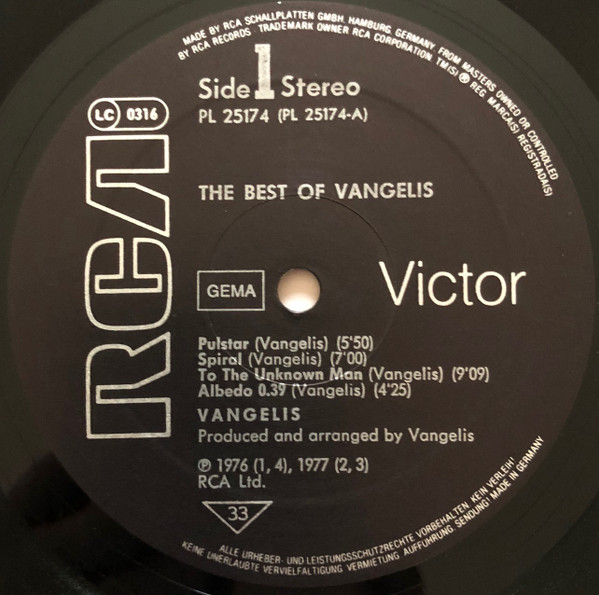 MADE BY RCA SCHALLPLATTEN GMBH, HAMBURG, GERMANY, FROM MASTERS OWNED OR CONTROLLED
BY RCA RECORDS · TRADEMARK OWNER RCA CORPORATION. TM(S) ® REG. MARCA(S) REGISTRADA(S)
Side 1 Stereo
PL 25174 (PL 25174-A)
LC 0316
RCA
THE BEST OF VANGELIS
GEMA
Victor
Pulstar (Vangelis) (5'50)
Spiral (Vangelis) (7'00)
To The Unknown Man (Vangelis) (9'09)
Albedo 0.39 (Vangelis) (4'25)
VANGELIS
Produced and arranged by Vangelis
℗ 1976 (1, 4), 1977 (2, 3)
RCA Ltd.
33
ALLE URHEBER- UND LEISTUNGSSCHUTZRECHTE VORBEHALTEN. KEIN VERLEIH!
KEINE UNERLAUBTE VERVIELFÄLTIGUNG, VERMIETUNG, AUFFÜHRUNG, SENDUNG! MADE IN GERMANY